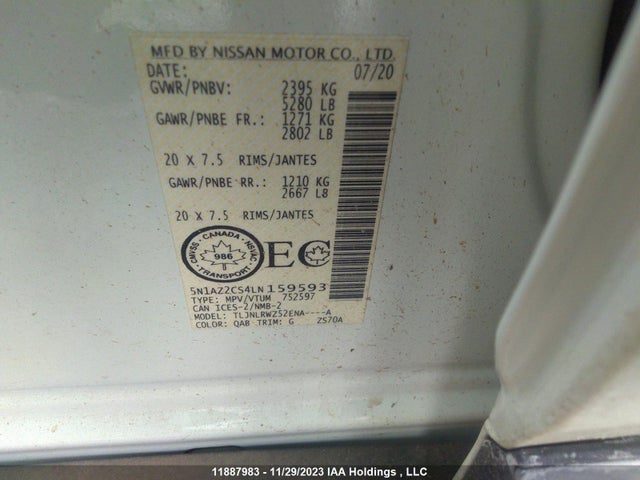 MFD BY NISSAN MOTOR CO., LTD.
DATE: 07/20
GVWR/PNBV: 2395 KG
5280 LB
GAWR/PNBE FR.: 1271 KG
2802 LB
20 X 7.5 RIMS/JANTES
GAWR/PNBE RR.: 1210 KG
2667 LB
20 X 7.5 RIMS/JANTES
CMVSS - CANADA - NSVAC
986
TRANSPORT
EC
5N1AZ2CS4LN159593
TYPE: MPV/VTUM 752597
CAN ICES-2/NMB-2
MODEL: TLJNLRWZ52ENA----A
COLOR: QAB TRIM: G ZS70A
11887983 - 11/29/2023 IAA Holdings , LLC